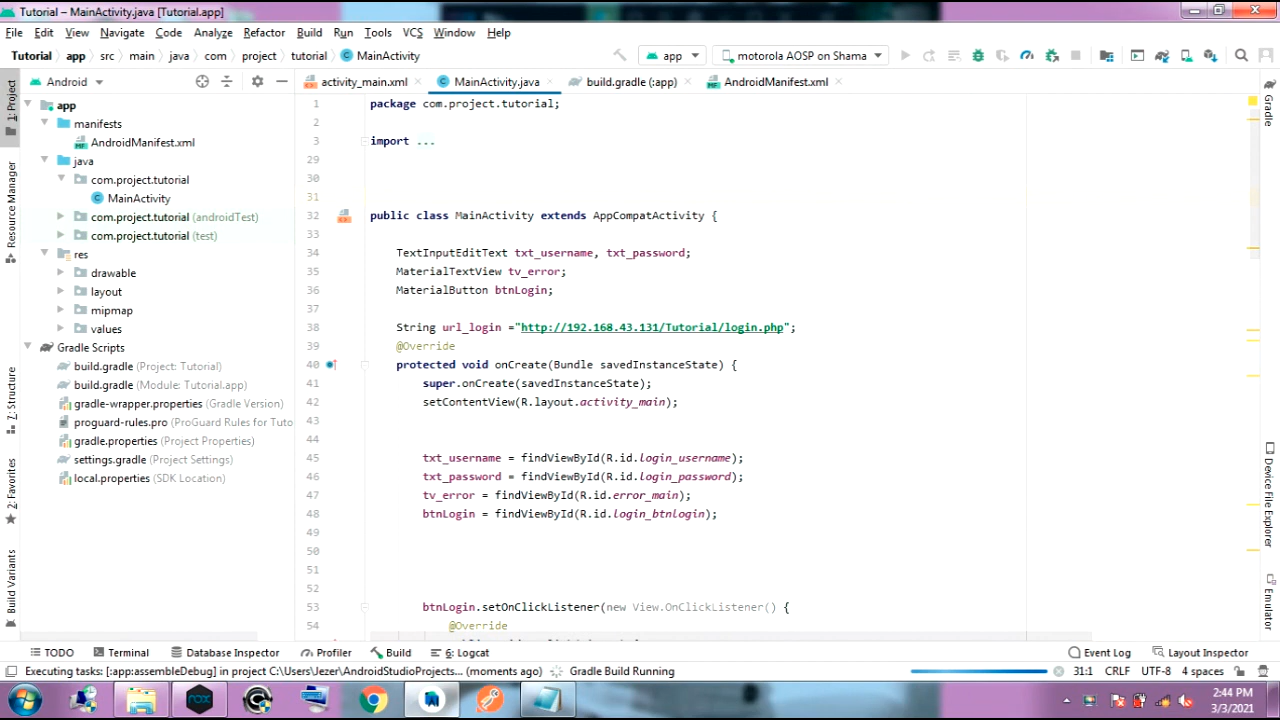 Tutorial – MainActivity.java [Tutorial.app]
File Edit View Navigate Code Analyze Refactor Build Run Tools VCS Window Help
Tutorial app src main java com project tutorial MainActivity
app
motorola AOSP on Shama
Android
activity_main.xml
MainActivity.java
build.gradle (:app)
AndroidManifest.xml
1: Project
Resource Manager
Z: Structure
2: Favorites
Build Variants
app
manifests
AndroidManifest.xml
java
com.project.tutorial
MainActivity
com.project.tutorial (androidTest)
com.project.tutorial (test)
res
drawable
layout
mipmap
values
Gradle Scripts
build.gradle (Project: Tutorial)
build.gradle (Module: Tutorial.app)
gradle-wrapper.properties (Gradle Version)
proguard-rules.pro (ProGuard Rules for Tuto
gradle.properties (Project Properties)
settings.gradle (Project Settings)
local.properties (SDK Location)
1 package com.project.tutorial;
2
3 import ...
29
30
31
32 public class MainActivity extends AppCompatActivity {
33
34 TextInputEditText txt_username, txt_password;
35 MaterialTextView tv_error;
36 MaterialButton btnLogin;
37
38 String url_login ="http://192.168.43.131/Tutorial/login.php";
39 @Override
40 protected void onCreate(Bundle savedInstanceState) {
41 super.onCreate(savedInstanceState);
42 setContentView(R.layout.activity_main);
43
44
45 txt_username = findViewById(R.id.login_username);
46 txt_password = findViewById(R.id.login_password);
47 tv_error = findViewById(R.id.error_main);
48 btnLogin = findViewById(R.id.login_btnlogin);
49
50
51
52
53 btnLogin.setOnClickListener(new View.OnClickListener() {
54 @Override
Gradle
Device File Explorer
Emulator
TODO Terminal Database Inspector Profiler Build 6: Logcat Event Log Layout Inspector
Executing tasks: [:app:assembleDebug] in project C:\Users\lezer\AndroidStudioProjects... (moments ago) Gradle Build Running 31:1 CRLF UTF-8 4 spaces
2:44 PM
3/3/2021